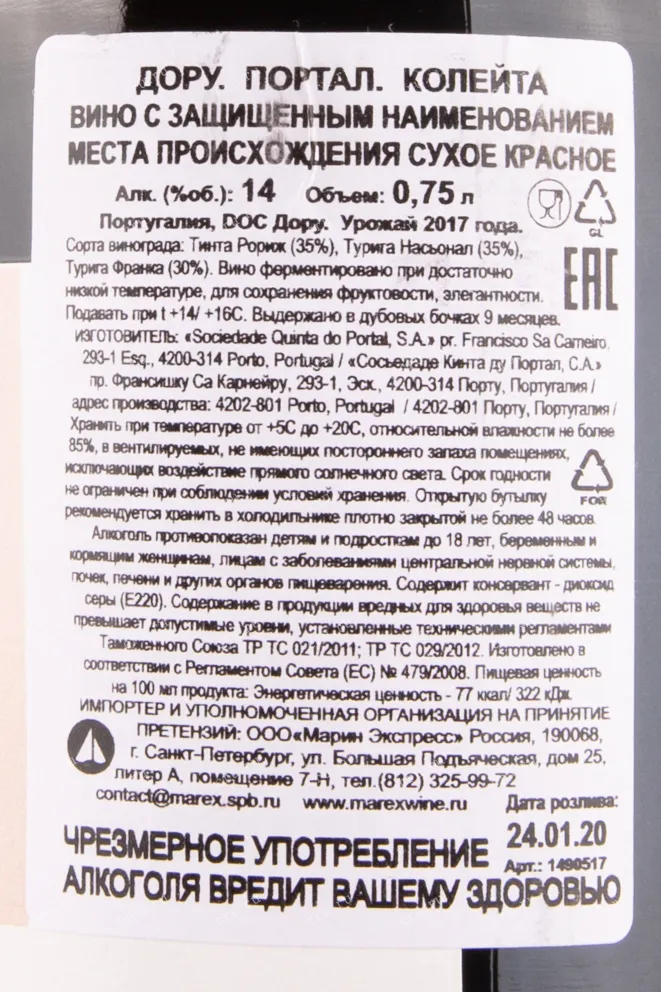 ДОРУ. ПОРТАЛ. КОЛЕЙТА
ВИНО С ЗАЩИЩЕННЫМ НАИМЕНОВАНИЕМ
МЕСТА ПРОИСХОЖДЕНИЯ СУХОЕ КРАСНОЕ
Алк. (%об.): 14 Объем: 0,75 л
Португалия, DOC Дору. Урожай 2017 года.
GL
Сорта винограда: Тинта Рориж (35%), Турига Насьонал (35%),
Турига Франка (30%). Вино ферментировано при достаточно
низкой температуре, для сохранения фруктовости, элегантности.
EAC
Подавать при t +14/ +16С. Выдержано в дубовых бочках 9 месяцев.
ИЗГОТОВИТЕЛЬ: «Sociedade Quinta do Portal, S.A.» pr. Francisco Sa Carneiro,
293-1 Esq., 4200-314 Porto, Portugal / «Сосьедаде Кинта ду Портал, С.А.»
пр. Франсишку Са Карнейру, 293-1, Эск., 4200-314 Порту, Португалия /
адрес производства: 4202-801 Porto, Portugal / 4202-801 Порту, Португалия /
Хранить при температуре от +5С до +20С, относительной влажности не более
85%, в вентилируемых, не имеющих постороннего запаха помещениях,
исключающих воздействие прямого солнечного света. Срок годности
не ограничен при соблюдении условий хранения. Открытую бутылку
FOR
рекомендуется хранить в холодильнике плотно закрытой не более 48 часов.
Алкоголь противопоказан детям и подросткам до 18 лет, беременным и
кормящим женщинам, лицам с заболеваниями центральной нервной системы,
почек, печени и других органов пищеварения. Содержит консервант - диоксид
серы (Е220). Содержание в продукции вредных для здоровья веществ не
превышает допустимые уровни, установленные техническими регламентами
Таможенного Союза ТР ТС 021/2011; ТР ТС 029/2012. Изготовлено в
соответствии с Регламентом Совета (ЕС) № 479/2008. Пищевая ценность
на 100 мл продукта: Энергетическая ценность - 77 ккал/ 322 кДж.
ИМПОРТЕР И УПОЛНОМОЧЕННАЯ ОРГАНИЗАЦИЯ НА ПРИНЯТИЕ
ПРЕТЕНЗИЙ: ООО«Марин Экспресс» Россия, 190068,
г. Санкт-Петербург, ул. Большая Подъяческая, дом 25,
литер А, помещение 7-Н, тел.(812) 325-99-72
contact@marex.spb.ru www.marexwine.ru Дата розлива:
24.01.20
Арт.: 1490517
ЧРЕЗМЕРНОЕ УПОТРЕБЛЕНИЕ
АЛКОГОЛЯ ВРЕДИТ ВАШЕМУ ЗДОРОВЬЮ